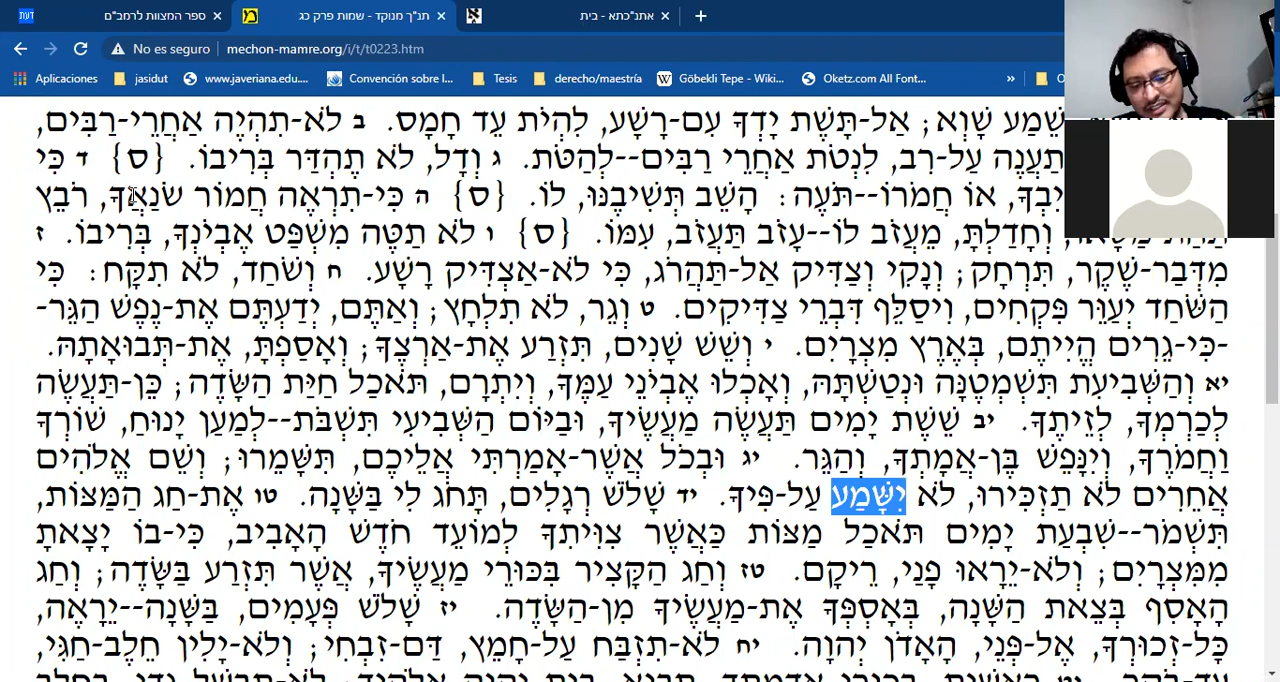 ספר המצוות לרמב"ם
תנ"ך מנוקד - שמות פרק כג
אתנ"כתא - בית
No es seguro mechon-mamre.org/i/t/t0223.htm
Aplicaciones jasidut www.javeriana.edu.... Convención sobre l... Tesis derecho/maestría Göbekli Tepe - Wiki... Oketz.com All Font... »
שֵׁמַע שָׁוְא; אַל-תָּשֶׁת יָדְךָ עִם-רָשָׁע, לִהְיֹת עֵד חָמָס. ב לֹא-תִהְיֶה אַחֲרֵי-רַבִּים,
תַעֲנֶה עַל-רִב, לִנְטֹת אַחֲרֵי רַבִּים--לְהַטֹּת. ג וְדָל, לֹא תֶהְדַּר בְּרִיבוֹ. {ס} ד כִּי
יִבְךָ, אוֹ חֲמֹרוֹ--תֹּעֶה: הָשֵׁב תְּשִׁיבֶנּוּ, לוֹ. {ס} ה כִּי-תִרְאֶה חֲמוֹר שֹׂנַאֲךָ, רֹבֵץ
וְחָדַלְתָּ, מֵעֲזֹב לוֹ--עָזֹב תַּעֲזֹב, עִמּוֹ. {ס} ו לֹא תַטֶּה מִשְׁפַּט אֶבְיֹנְךָ, בְּרִיבוֹ. ז
מִדְּבַר-שֶׁקֶר, תִּרְחָק; וְנָקִי וְצַדִּיק אַל-תַּהֲרֹג, כִּי לֹא-אַצְדִּיק רָשָׁע. ח וְשֹׁחַד, לֹא תִקָּח: כִּי
הַשֹּׁחַד יְעַוֵּר פִּקְחִים, וִיסַלֵּף דִּבְרֵי צַדִּיקִים. ט וְגֵר, לֹא תִלְחָץ; וְאַתֶּם, יְדַעְתֶּם אֶת-נֶפֶשׁ הַגֵּר-
-כִּי-גֵרִים הֱיִיתֶם, בְּאֶרֶץ מִצְרָיִם. י וְשֵׁשׁ שָׁנִים, תִּזְרַע אֶת-אַרְצֶךָ; וְאָסַפְתָּ, אֶת-תְּבוּאָתָהּ.
יא וְהַשְּׁבִיעִת תִּשְׁמְטֶנָּה וּנְטַשְׁתָּהּ, וְאָכְלוּ אֶבְיֹנֵי עַמֶּךָ, וְיִתְרָם, תֹּאכַל חַיַּת הַשָּׂדֶה; כֵּן-תַּעֲשֶׂה
לְכַרְמְךָ, לְזֵיתֶךָ. יב שֵׁשֶׁת יָמִים תַּעֲשֶׂה מַעֲשֶׂיךָ, וּבַיּוֹם הַשְּׁבִיעִי תִּשְׁבֹּת--לְמַעַן יָנוּחַ, שׁוֹרְךָ
וַחֲמֹרֶךָ, וְיִנָּפֵשׁ בֶּן-אֲמָתְךָ, וְהַגֵּר. יג וּבְכֹל אֲשֶׁר-אָמַרְתִּי אֲלֵיכֶם, תִּשָּׁמֵרוּ; וְשֵׁם אֱלֹהִים
אֲחֵרִים לֹא תַזְכִּירוּ, לֹא יִשָּׁמַע עַל-פִּיךָ. יד שָׁלֹשׁ רְגָלִים, תָּחֹג לִי בַּשָּׁנָה. טו אֶת-חַג הַמַּצּוֹת,
תִּשְׁמֹר--שִׁבְעַת יָמִים תֹּאכַל מַצּוֹת כַּאֲשֶׁר צִוִּיתִךָ לְמוֹעֵד חֹדֶשׁ הָאָבִיב, כִּי-בוֹ יָצָאתָ
מִמִּצְרָיִם; וְלֹא-יֵרָאוּ פָנַי, רֵיקָם. טז וְחַג הַקָּצִיר בִּכּוּרֵי מַעֲשֶׂיךָ, אֲשֶׁר תִּזְרַע בַּשָּׂדֶה; וְחַג
הָאָסִף בְּצֵאת הַשָּׁנָה, בְּאָסְפְּךָ אֶת-מַעֲשֶׂיךָ מִן-הַשָּׂדֶה. יז שָׁלֹשׁ פְּעָמִים, בַּשָּׁנָה--יֵרָאֶה,
כָּל-זְכוּרְךָ, אֶל-פְּנֵי, הָאָדֹן יְהוָה. יח לֹא-תִזְבַּח עַל-חָמֵץ, דַּם-זִבְחִי; וְלֹא-יָלִין חֵלֶב-חַגִּי,